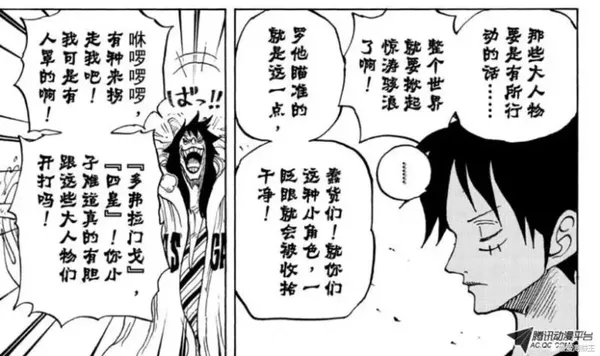 那些大人物
要是有所行
动的话……
整个世界
就要掀起
惊涛骇浪
了啊！
罗他瞄准的
就是这一点，
……
蠢货们！就你们
这种小角色，一
眨眼就会被收拾
干净！
咻啰啰啰，
有种来拐
走我吧！
我可是有
人罩的啊！
ばっ!!
『多弗拉门戈』，
『四皇』！你小
子难道真的有胆
跟这些大人物们
开打吗！
腾讯动漫平台
AC.QQ.COM